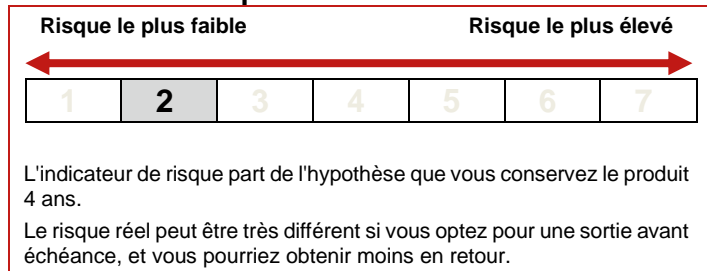 Risque le plus faible Risque le plus élevé
1 2 3 4 5 6 7
L'indicateur de risque part de l'hypothèse que vous conservez le produit
4 ans.
Le risque réel peut être très différent si vous optez pour une sortie avant
échéance, et vous pourriez obtenir moins en retour.